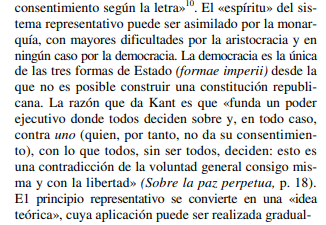 consentimiento según la letra»10. El «espíritu» del sis-
tema representativo puede ser asimilado por la monar-
quía, con mayores dificultades por la aristocracia y en
ningún caso por la democracia. La democracia es la única
de las tres formas de Estado (formae imperii) desde la
que no es posible construir una constitución republi-
cana. La razón que da Kant es que «funda un poder
ejecutivo donde todos deciden sobre y, en todo caso,
contra uno (quien, por tanto, no da su consentimien-
to), con lo que todos, sin ser todos, deciden: esto es
una contradicción de la voluntad general consigo mis-
ma y con la libertad» (Sobre la paz perpetua, p. 18).
E1 principio representativo se convierte en una «idea
teórica», cuya aplicación puede ser realizada gradual-